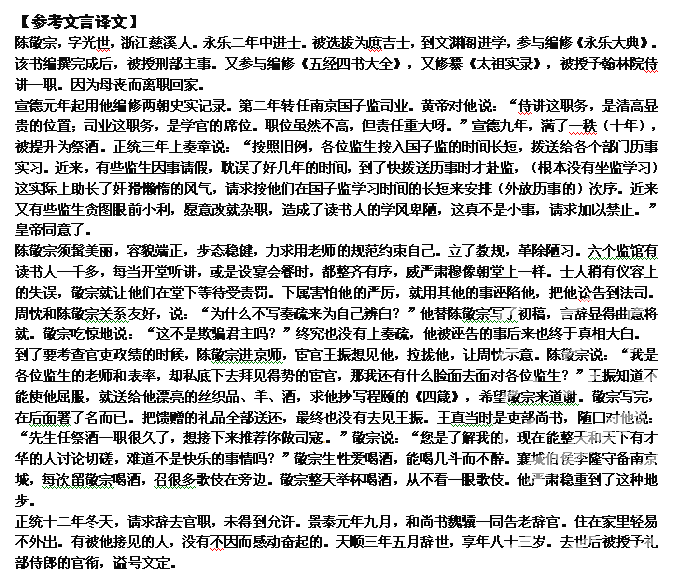 【参考文言译文】
陈敬宗，字光世，浙江慈溪人。永乐二年中进士。被选拔为庶吉士，到文渊阁进学，参与编修《永乐大典》。
该书编撰完成后，被授刑部主事。又参与编修《五经四书大全》，又修纂《太祖实录》，被授予翰林院侍
讲一职。因为母丧而离职回家。
宣德元年起用他编修两朝史实记录。第二年转任南京国子监司业。黄帝对他说：“侍讲这职务，是清高显
贵的位置；司业这职务，是学官的席位。职位虽然不高，但责任重大呀。”宣德九年，满了一秩（十年），
被提升为祭酒。正统三年上奏章说：“按照旧例，各位监生按入国子监的时间长短，拨送给各个部门历事
实习。近来，有些监生因事请假，耽误了好几年的时间，到了快拨送历事时才赴监，（根本没有坐监学习）
这实际上助长了奸猾懒惰的风气，请求按他们在国子监学习时间的长短来安排（外放历事的）次序。近来
又有些监生贪图眼前小利，愿意改就杂职，造成了读书人的学风卑陋，这真不是小事，请求加以禁止。”
皇帝同意了。
陈敬宗须髯美丽，容貌端正，步态稳健，力求用老师的规范约束自己。立了教规，革除陋习。六个监馆有
读书人一千多，每当开堂听讲，或是设宴会餐时，都整齐有序，威严肃穆像朝堂上一样。士人稍有仪容上
的失误，敬宗就让他们在堂下等待受责罚。下属害怕他的严厉，就用其他的事诬陷他，把他讼告到法司。
周忱和陈敬宗关系友好，说：“为什么不写奏疏来为自己辨白？”他替陈敬宗写了初稿，言辞显得曲意将
就。敬宗吃惊地说：“这不是欺骗君主吗？”终究也没有上奏疏，他被诬告的事后来也终于真相大白。
到了要考查官吏政绩的时候，陈敬宗进京师，宦官王振想见他，拉拢他，让周忱示意。陈敬宗说：“我是
各位监生的老师和表率，却私底下去拜见得势的宦官，那我还有什么脸面去面对各位监生？”王振知道不
能使他屈服，就送给他漂亮的丝织品、羊、酒，求他抄写程颐的《四箴》，希望敬宗来道谢。敬宗写完，
在后面署了名而已。把馈赠的礼品全部送还，最终也没有去见王振。王直当时是吏部尚书，随口对他说：
“先生任祭酒一职很久了，想接下来推荐你做司寇。”敬宗说：“您是了解我的，现在能整天和天下有才
华的人讨论切磋，难道不是快乐的事情吗？”敬宗生性爱喝酒，能喝几斗而不醉。襄城伯侯李隆守备南京
城，每次留敬宗喝酒，召很多歌伎在旁边。敬宗整天举杯喝酒，从不看一眼歌伎。他严肃稳重到了这种地
步。
正统十二年冬天，请求辞去官职，未得到允许。景泰元年九月，和尚书魏骥一同告老辞官。住在家里轻易
不外出。有被他接见的人，没有不因而感动奋起的。天顺三年五月辞世，享年八十三岁。去世后被授予礼
部侍郎的官衔，谥号文定。